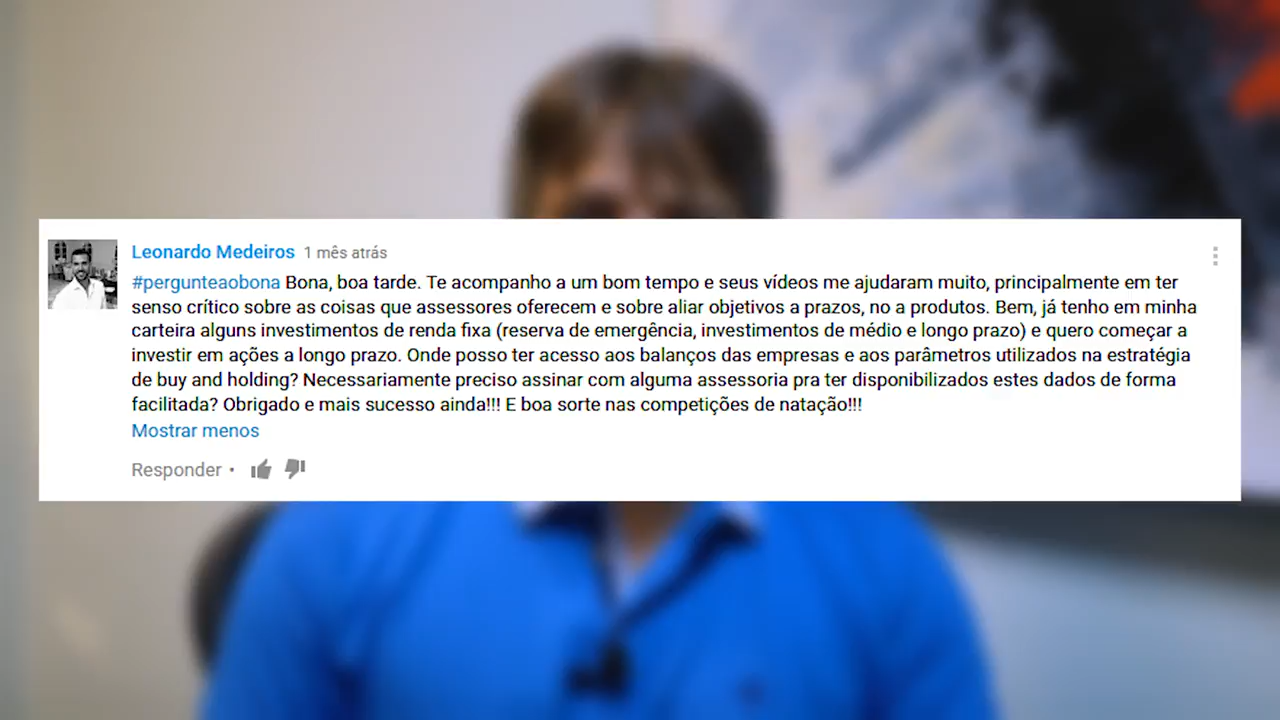 Leonardo Medeiros 1 mês atrás
#pergunteaobona Bona, boa tarde. Te acompanho a um bom tempo e seus vídeos me ajudaram muito, principalmente em ter
senso crítico sobre as coisas que assessores oferecem e sobre aliar objetivos a prazos, no a produtos. Bem, já tenho em minha
carteira alguns investimentos de renda fixa (reserva de emergência, investimentos de médio e longo prazo) e quero começar a
investir em ações a longo prazo. Onde posso ter acesso aos balanços das empresas e aos parâmetros utilizados na estratégia
de buy and holding? Necessariamente preciso assinar com alguma assessoria pra ter disponibilizados estes dados de forma
facilitada? Obrigado e mais sucesso ainda!!! E boa sorte nas competições de natação!!!
Mostrar menos
Responder •